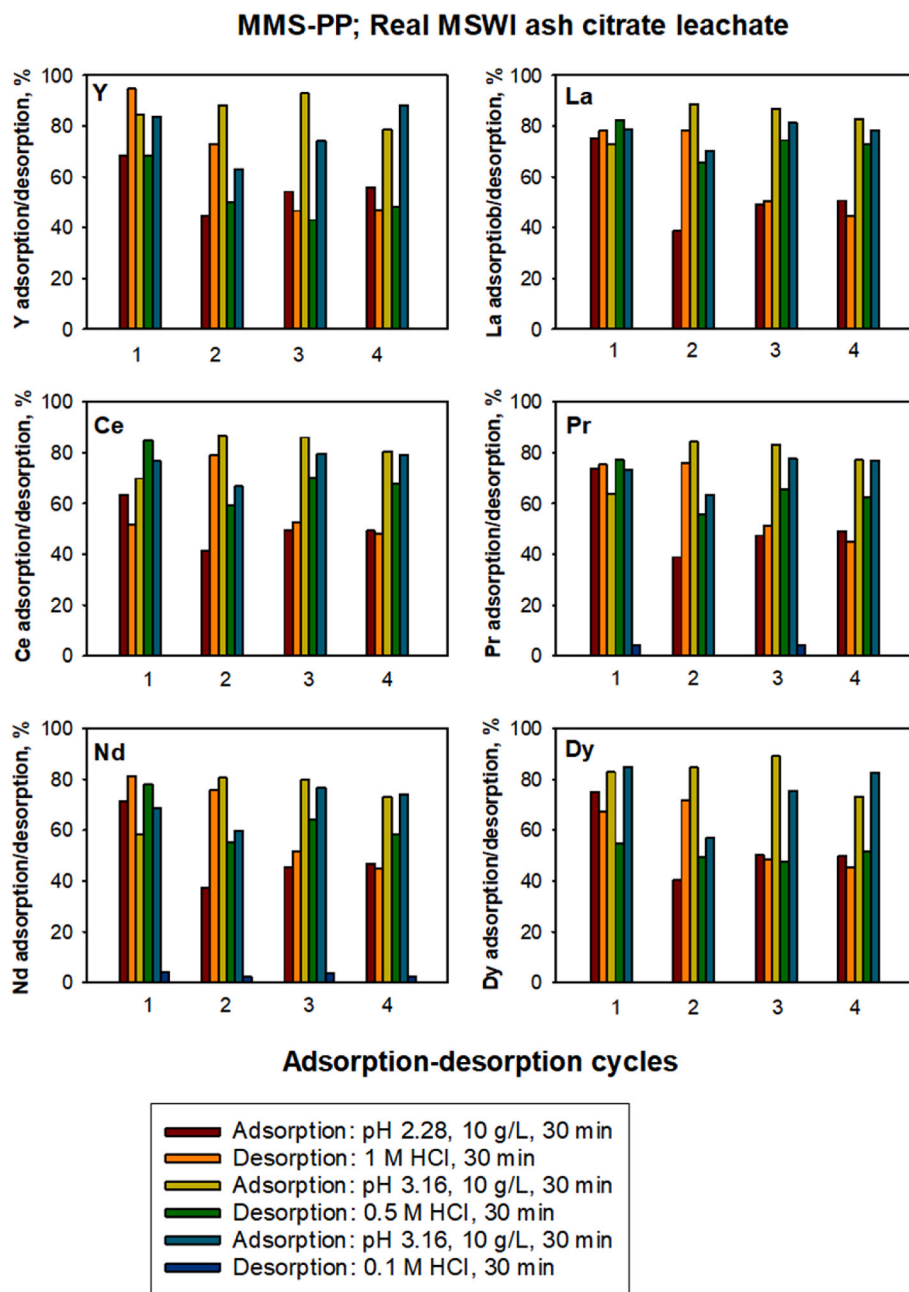 MMS-PP; Real MSWI ash citrate leachate
Y adsorption/desorption, %
100
80
60
40
20
0
Y
1 2 3 4
La adsorptiob/desorption, %
100
80
60
40
20
0
La
1 2 3 4
Ce adsorption/desorption, %
100
80
60
40
20
0
Ce
1 2 3 4
Pr adsorption/desorption, %
100
80
60
40
20
0
Pr
1 2 3 4
Nd adsorption/desorption, %
100
80
60
40
20
0
Nd
1 2 3 4
Dy adsorption/desorption, %
100
80
60
40
20
0
Dy
1 2 3 4
Adsorption-desorption cycles
Adsorption: pH 2.28, 10 g/L, 30 min
Desorption: 1 M HCl, 30 min
Adsorption: pH 3.16, 10 g/L, 30 min
Desorption: 0.5 M HCl, 30 min
Adsorption: pH 3.16, 10 g/L, 30 min
Desorption: 0.1 M HCl, 30 min